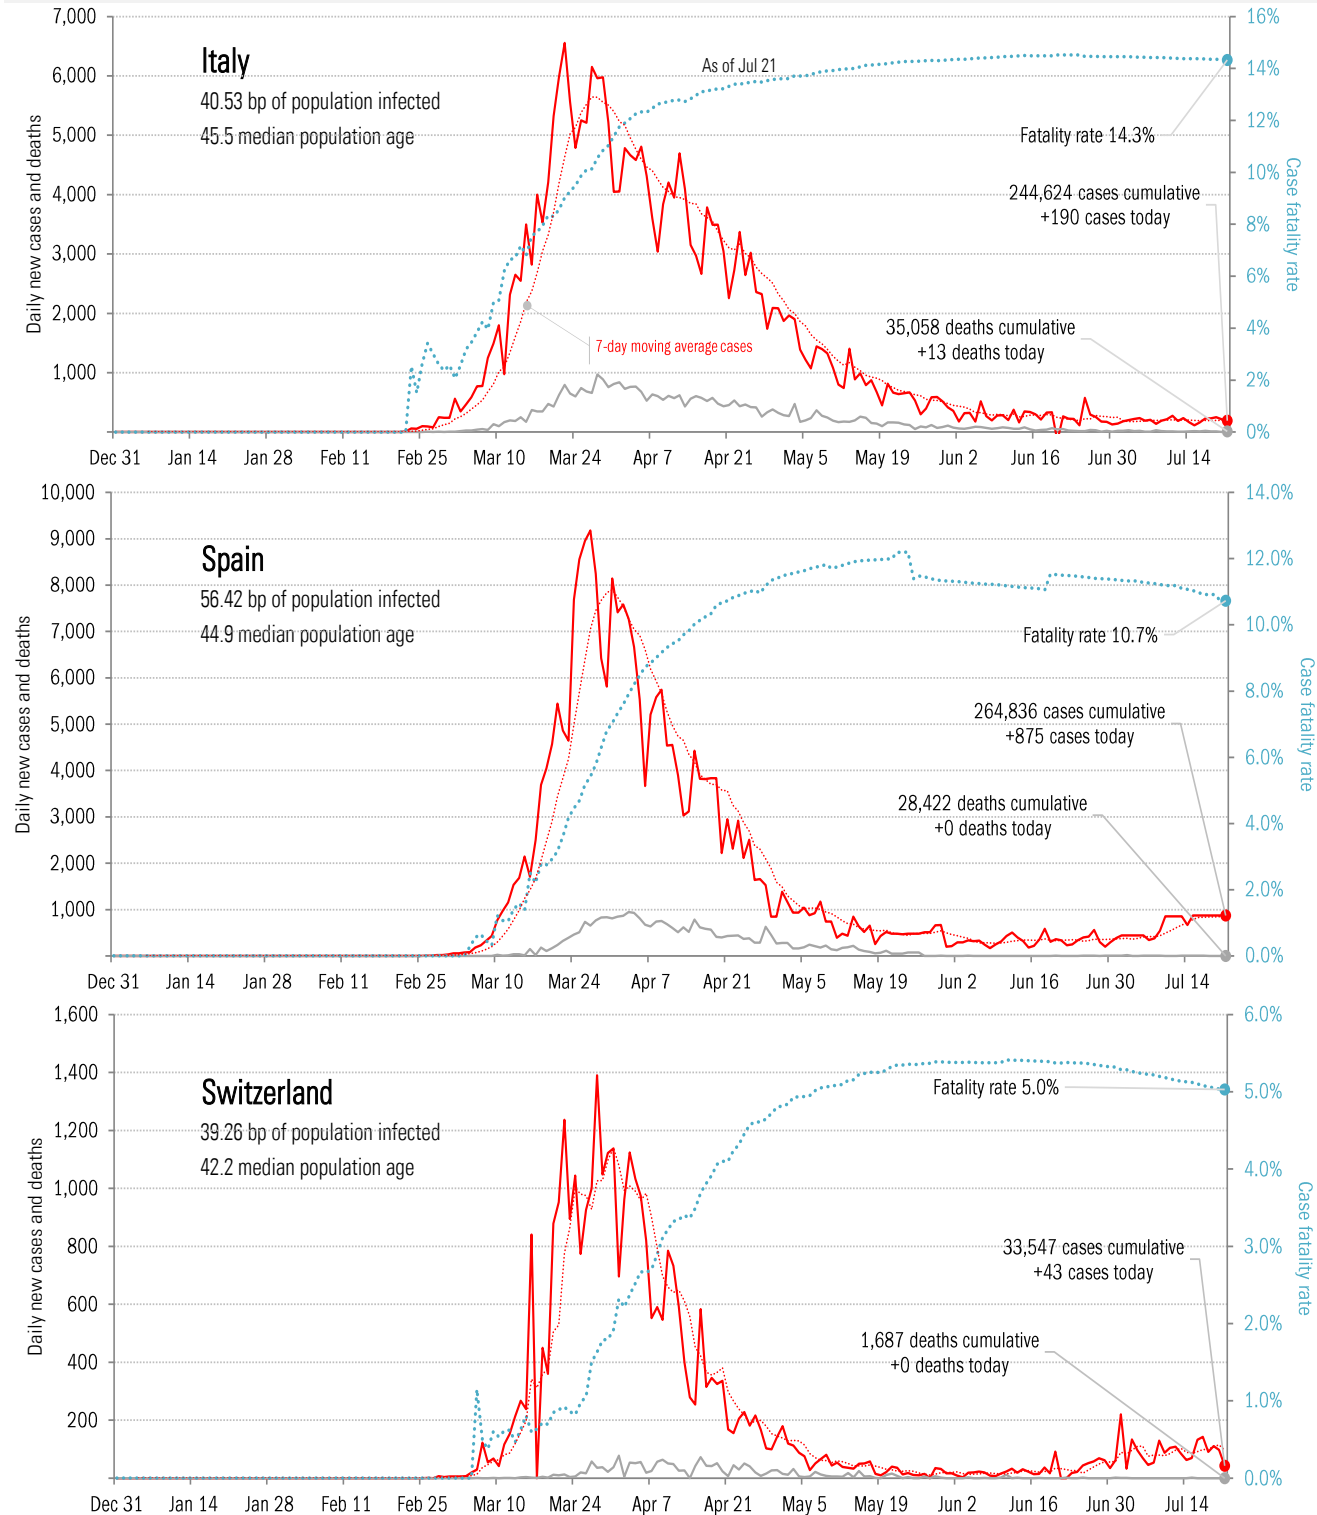 7,000
16%
Italy
As of Jul 21
6,000
14%
40.53 bp of population infected
45.5 median population age
5,000
Fatality rate 14.3%
12%
4,000
10%
244,624 cases cumulative
+190 cases today
8%
3,000
6%
2,000
35,058 deaths cumulative
+13 deaths today
4%
7-day moving average cases
1,000
2%
0%
Daily new cases and deaths
Case fatality rate
Dec 31 Jan 14 Jan 28 Feb 11 Feb 25 Mar 10 Mar 24 Apr 7 Apr 21 May 5 May 19 Jun 2 Jun 16 Jun 30 Jul 14
10,000
14.0%
9,000
Spain
12.0%
8,000
56.42 bp of population infected
44.9 median population age
7,000
Fatality rate 10.7%
10.0%
6,000
8.0%
264,836 cases cumulative
+875 cases today
5,000
6.0%
4,000
28,422 deaths cumulative
+0 deaths today
3,000
4.0%
2,000
2.0%
1,000
0.0%
Daily new cases and deaths
Case fatality rate
Dec 31 Jan 14 Jan 28 Feb 11 Feb 25 Mar 10 Mar 24 Apr 7 Apr 21 May 5 May 19 Jun 2 Jun 16 Jun 30 Jul 14
1,600
6.0%
1,400
Switzerland
Fatality rate 5.0%
5.0%
39.26 bp of population infected
42.2 median population age
1,200
4.0%
1,000
800
3.0%
33,547 cases cumulative
+43 cases today
600
2.0%
1,687 deaths cumulative
+0 deaths today
400
1.0%
200
0.0%
Daily new cases and deaths
Case fatality rate
Dec 31 Jan 14 Jan 28 Feb 11 Feb 25 Mar 10 Mar 24 Apr 7 Apr 21 May 5 May 19 Jun 2 Jun 16 Jun 30 Jul 14